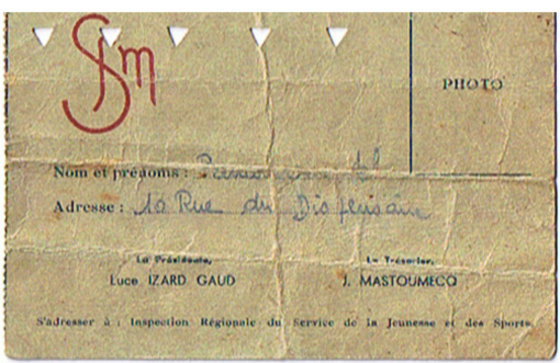 SJm
PHOTO
Nom et prénoms :
Adresse : 10 Rue du Dispensaire
La Présidente, Le Trésorier,
Luce IZARD GAUD J. MASTOUMECQ
S'adresser à : Inspection Régionale du Service de la Jeunesse et des Sports